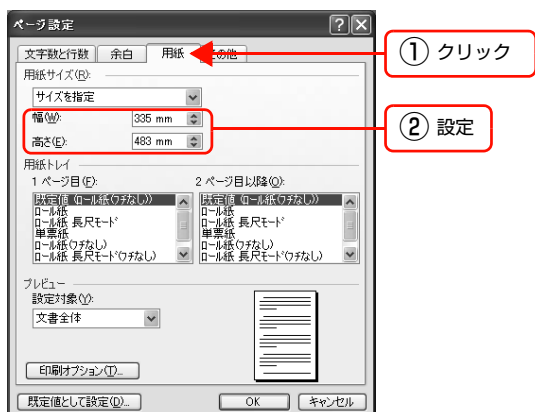 ページ設定
文字数と行数 余白 用紙 その他
① クリック
用紙サイズ(R):
サイズを指定
幅(W): 335 mm
② 設定
高さ(E): 483 mm
用紙トレイ
1 ページ目(F): 2 ページ目以降(O):
既定値 (ロール紙(フチなし)) 既定値 (ロール紙(フチなし))
ロール紙 ロール紙
ロール紙 長尺モード ロール紙 長尺モード
単票紙 単票紙
ロール紙(フチなし) ロール紙(フチなし)
ロール紙 長尺モード(フチなし) ロール紙 長尺モード(フチなし)
プレビュー
設定対象(Y):
文書全体
印刷オプション(T)...
既定値として設定(D)... OK キャンセル